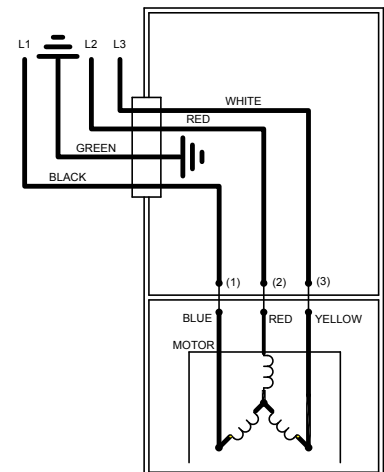 L1 L2 L3
WHITE
RED
GREEN
BLACK
(1) (2) (3)
BLUE RED YELLOW
MOTOR